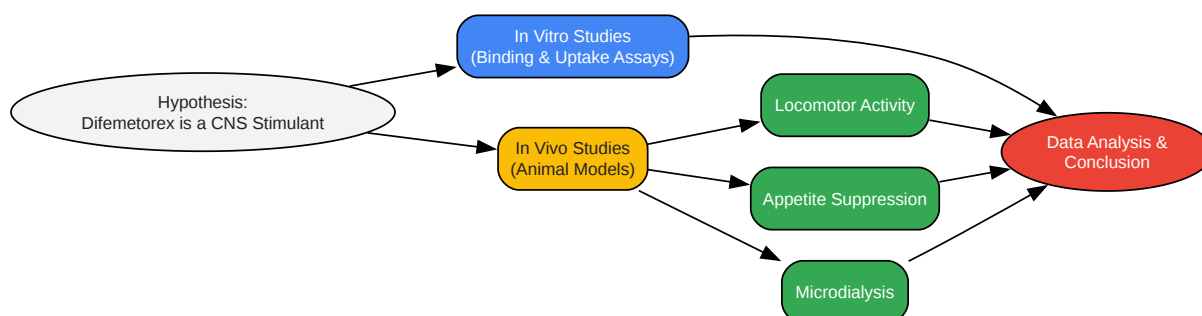 Hypothesis:
Difemetorex is a CNS Stimulant
In Vitro Studies
(Binding & Uptake Assays)
In Vivo Studies
(Animal Models)
Locomotor Activity
Appetite Suppression
Microdialysis
Data Analysis &
Conclusion